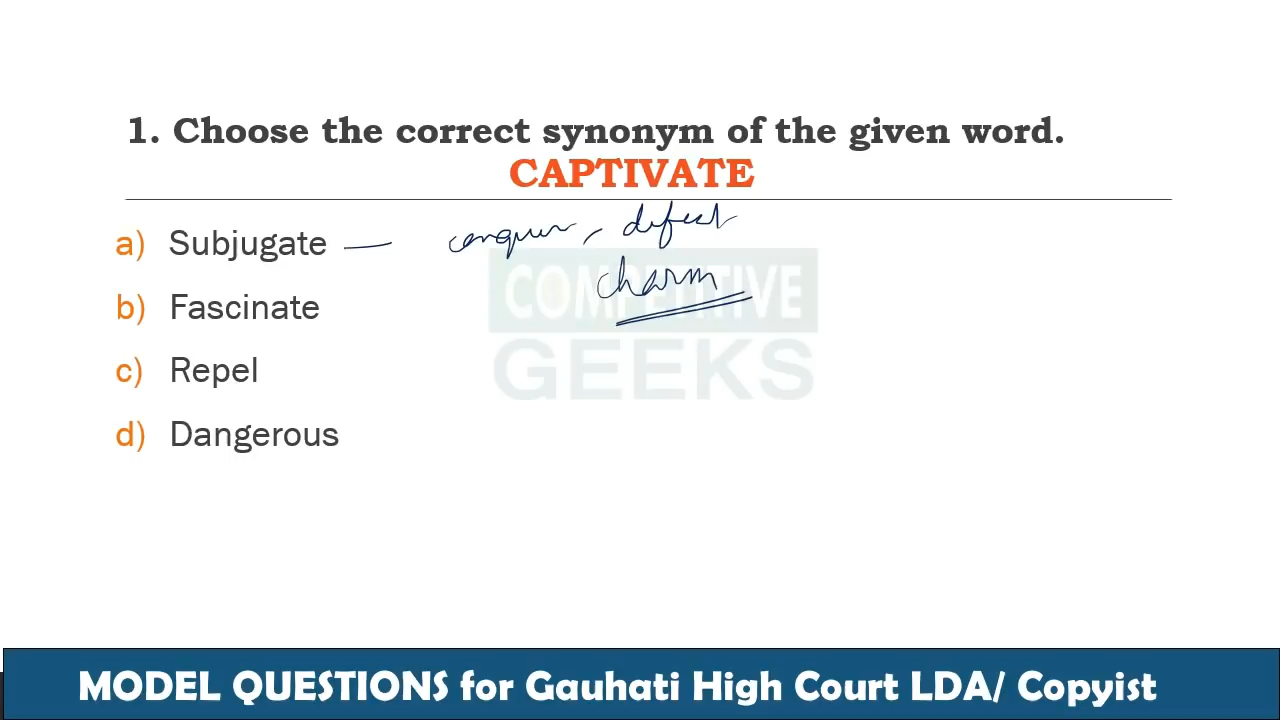 1. Choose the correct synonym of the given word.
CAPTIVATE
a) Subjugate — conquer, defeat
charm
b) Fascinate
c) Repel
d) Dangerous
COMPETITIVE
GEEKS
MODEL QUESTIONS for Gauhati High Court LDA/ Copyist